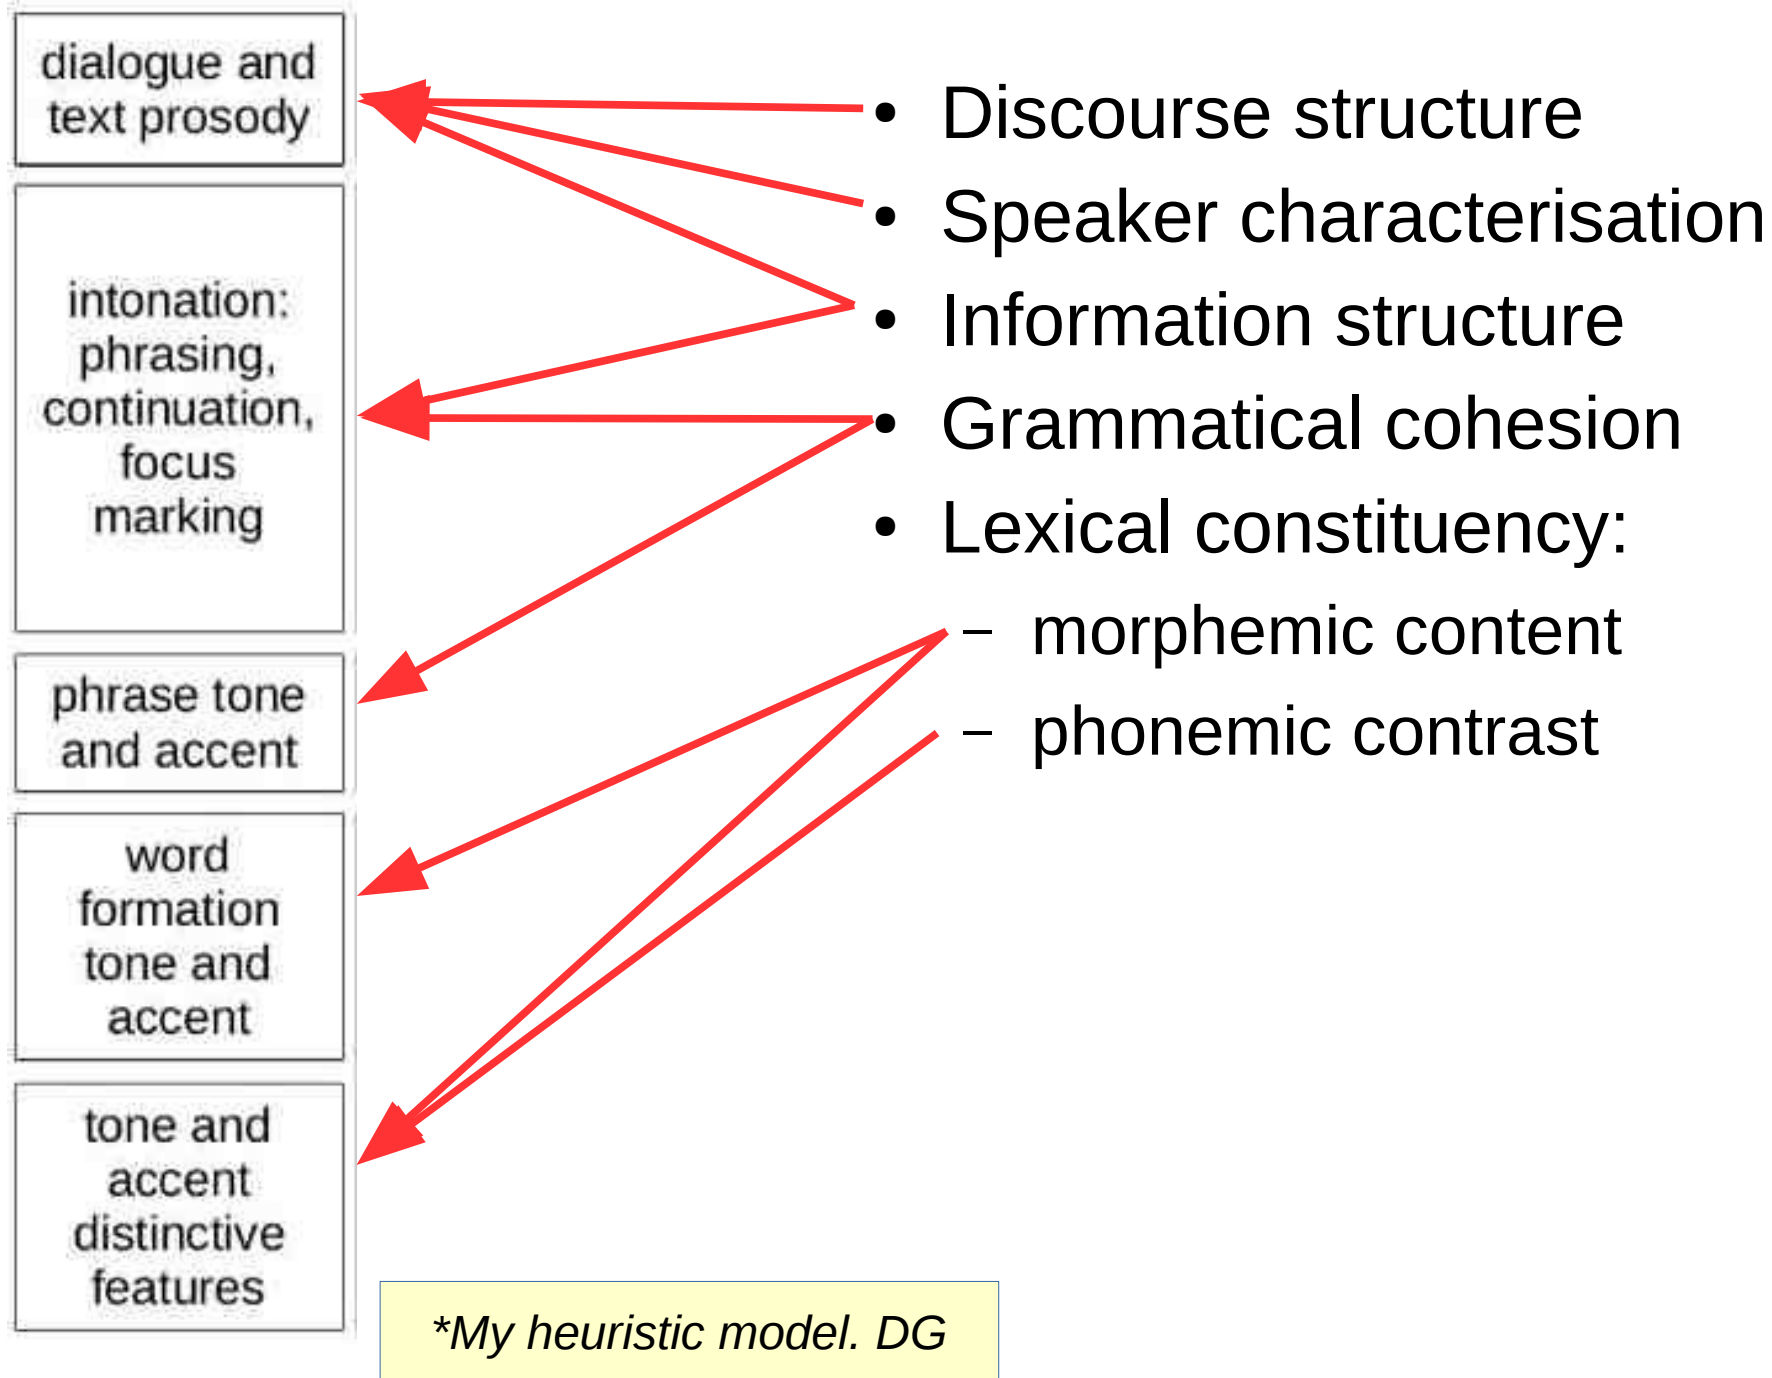 dialogue and
text prosody
intonation:
phrasing,
continuation,
focus
marking
phrase tone
and accent
word
formation
tone and
accent
tone and
accent
distinctive
features
• Discourse structure
• Speaker characterisation
• Information structure
• Grammatical cohesion
• Lexical constituency:
– morphemic content
– phonemic contrast
*My heuristic model. DG